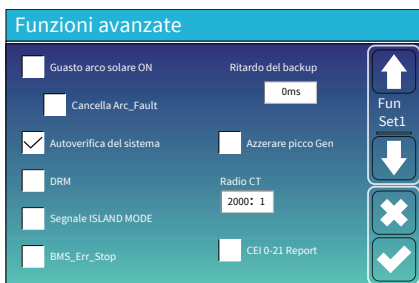 Funzioni avanzate
Guasto arco solare ON
Ritardo del backup
0ms
Cancella Arc_Fault
Fun
Set1
Autoverifica del sistema
Azzerare picco Gen
DRM
Radio CT
2000: 1
Segnale ISLAND MODE
BMS_Err_Stop
CEI 0-21 Report